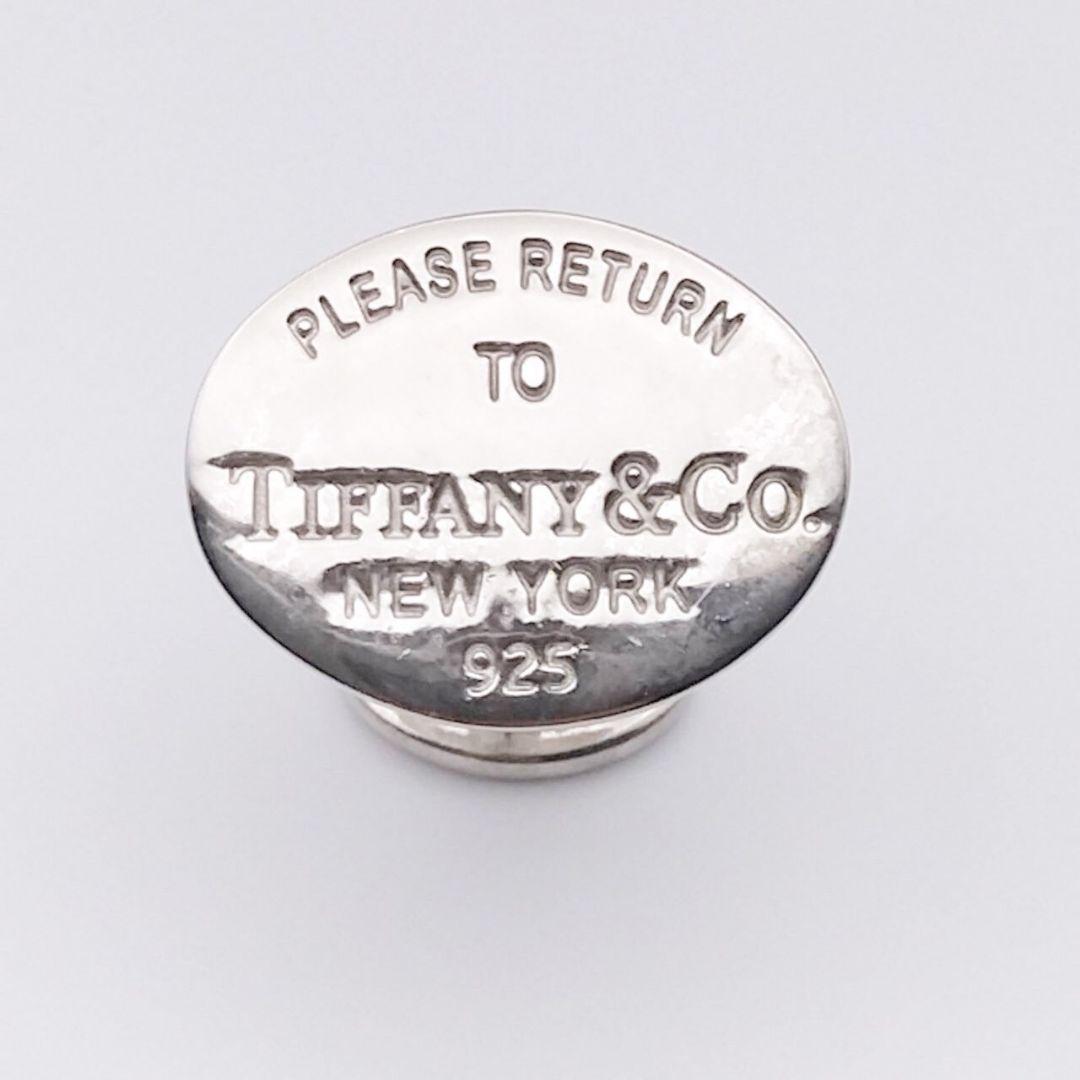 PLEASE RETURN
TO
TIFFANY & CO.
NEW YORK
925